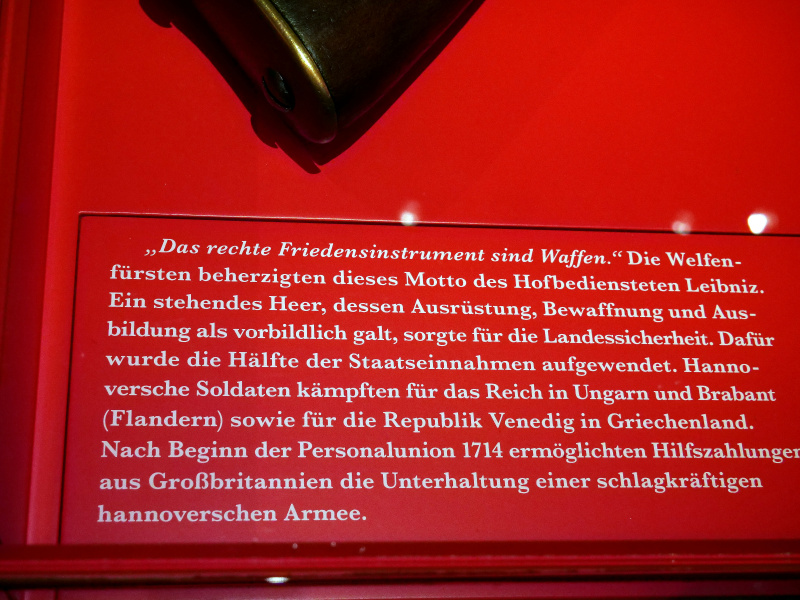 „Das rechte Friedensinstrument sind Waffen.“ Die Welfen-
fürsten beherzigten dieses Motto des Hofbediensteten Leibniz.
Ein stehendes Heer, dessen Ausrüstung, Bewaffnung und Aus-
bildung als vorbildlich galt, sorgte für die Landessicherheit. Dafür
wurde die Hälfte der Staatseinnahmen aufgewendet. Hanno-
versche Soldaten kämpften für das Reich in Ungarn und Brabant
(Flandern) sowie für die Republik Venedig in Griechenland.
Nach Beginn der Personalunion 1714 ermöglichten Hilfszahlungen
aus Großbritannien die Unterhaltung einer schlagkräftigen
hannoverschen Armee.